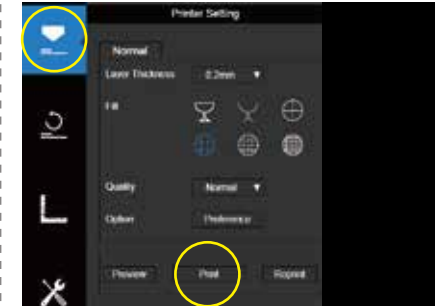 Printer Setting
Normal
Layer Thickness 0.2mm
Fill
Quality Normal
Option Preference
Preview Print Reprint